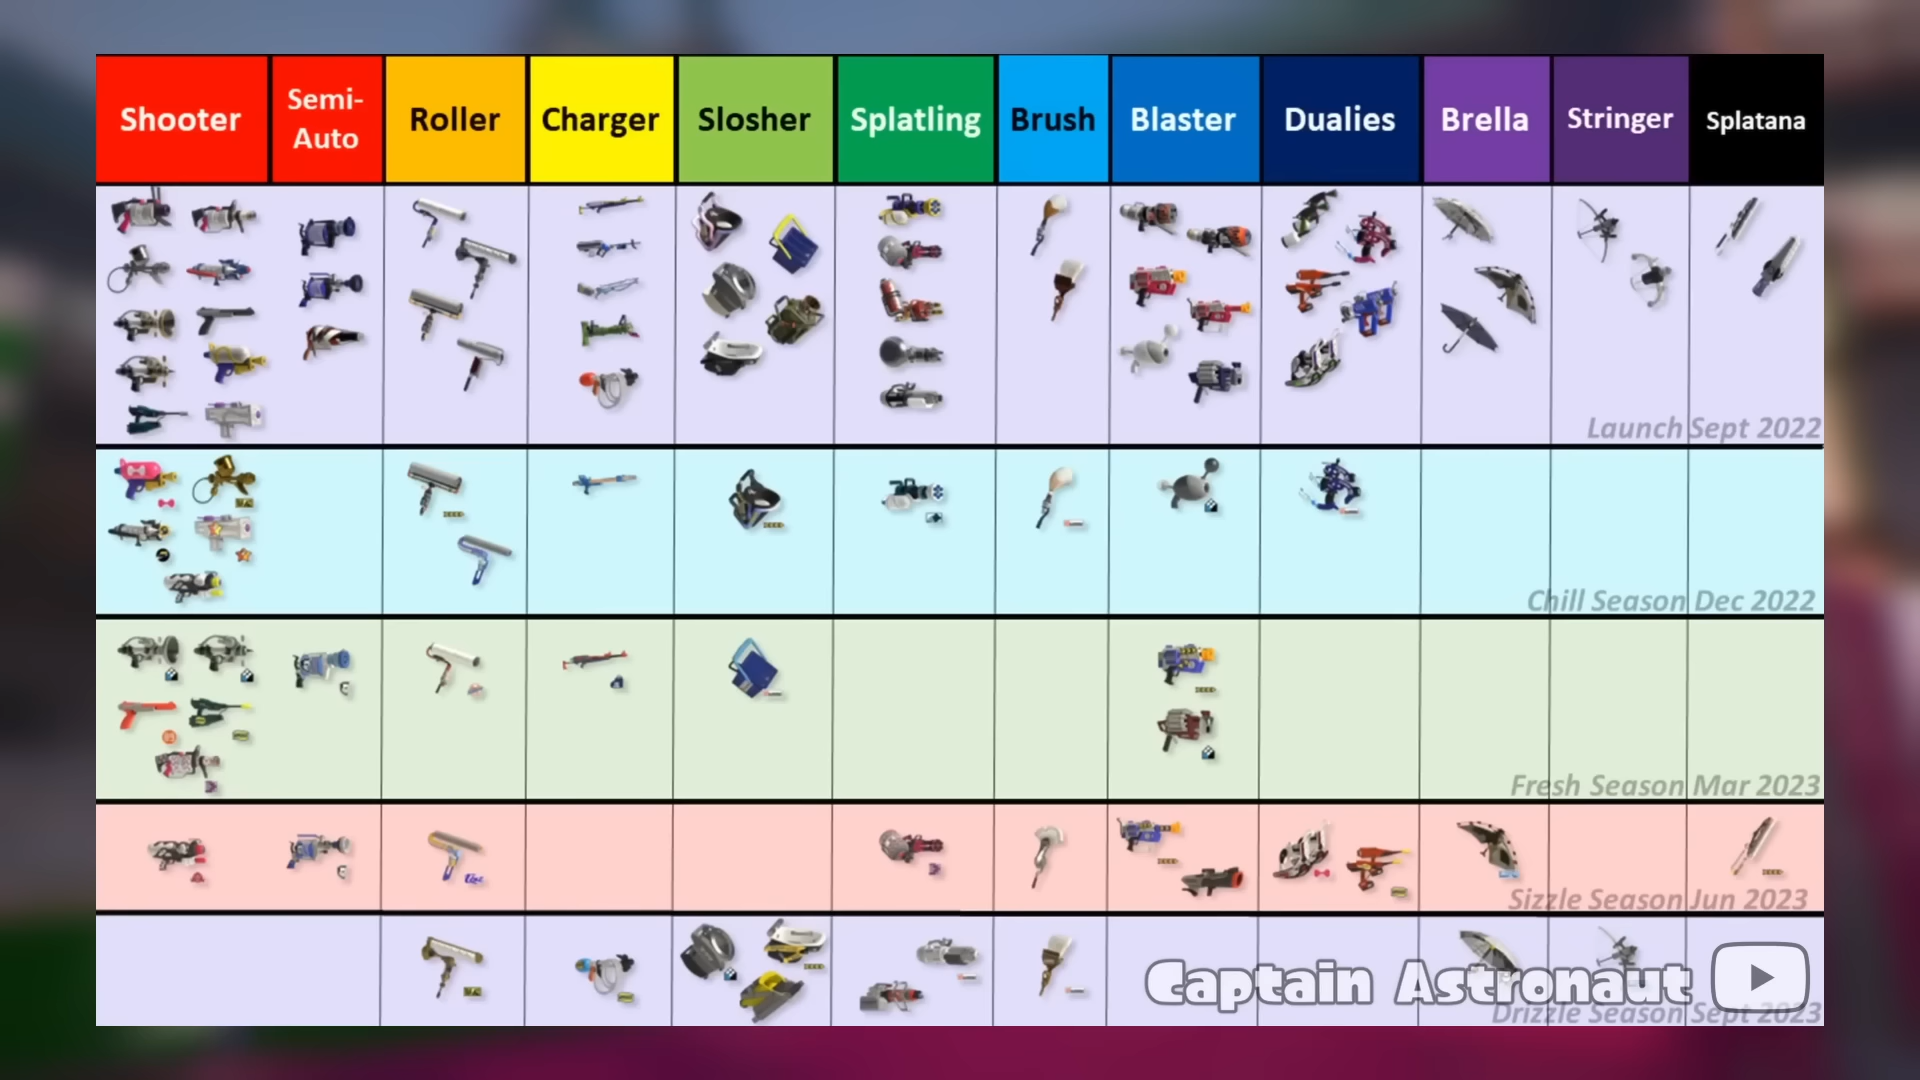 Shooter
Semi-
Auto
Roller
Charger
Slosher
Splatling
Brush
Blaster
Dualies
Brella
Stringer
Splatana
Launch Sept 2022
Chill Season Dec 2022
Fresh Season Mar 2023
Sizzle Season Jun 2023
Captain Astronaut
Drizzle Season Sept 2023